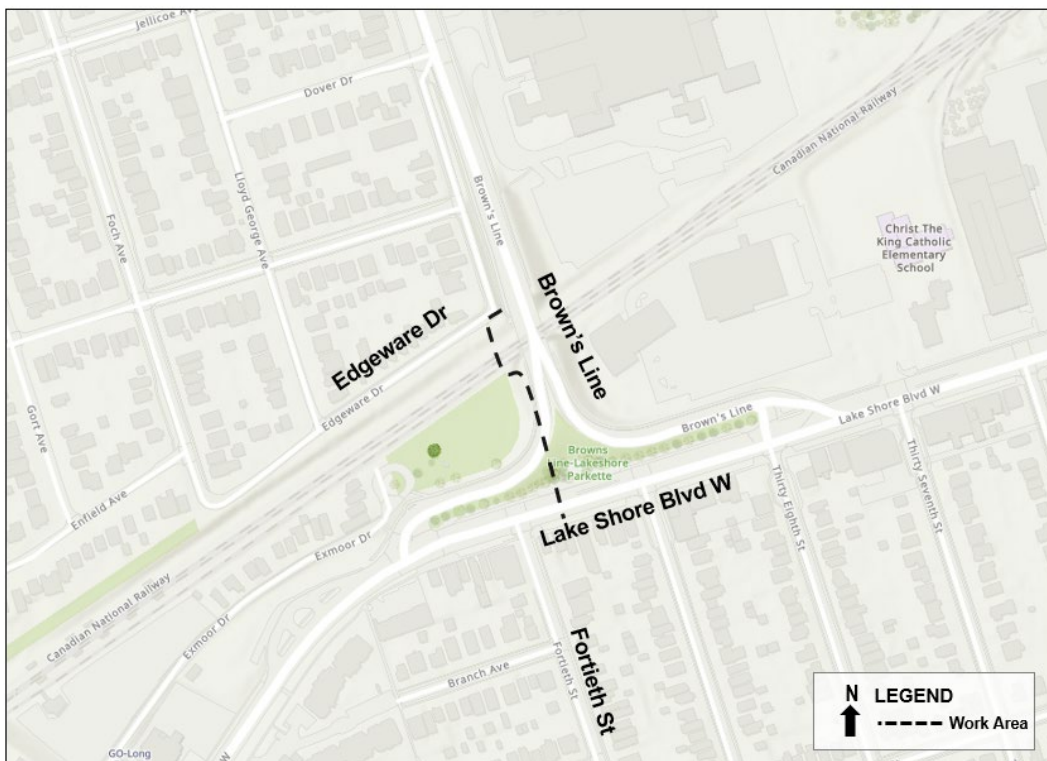 Jellicoe Ave
Dover Dr
Brown's Line
Canadian National Railway
Lloyd George Ave
Foch Ave
Christ The
King Catholic
Elementary
School
Edgeware Dr
Brown's Line
Edgeware Dr
Gort Ave
Brown's Line
Lake Shore Blvd W
Browns
Line-Lakeshore
Parkette
Enfield Ave
Lake Shore Blvd W
Thirty Eighth St
Thirty Seventh St
Exmoor Dr
Canadian National Railway
Exmoor Dr
Branch Ave
Fortieth St
Fortieth St
GO-Long
W
N LEGEND
Work Area